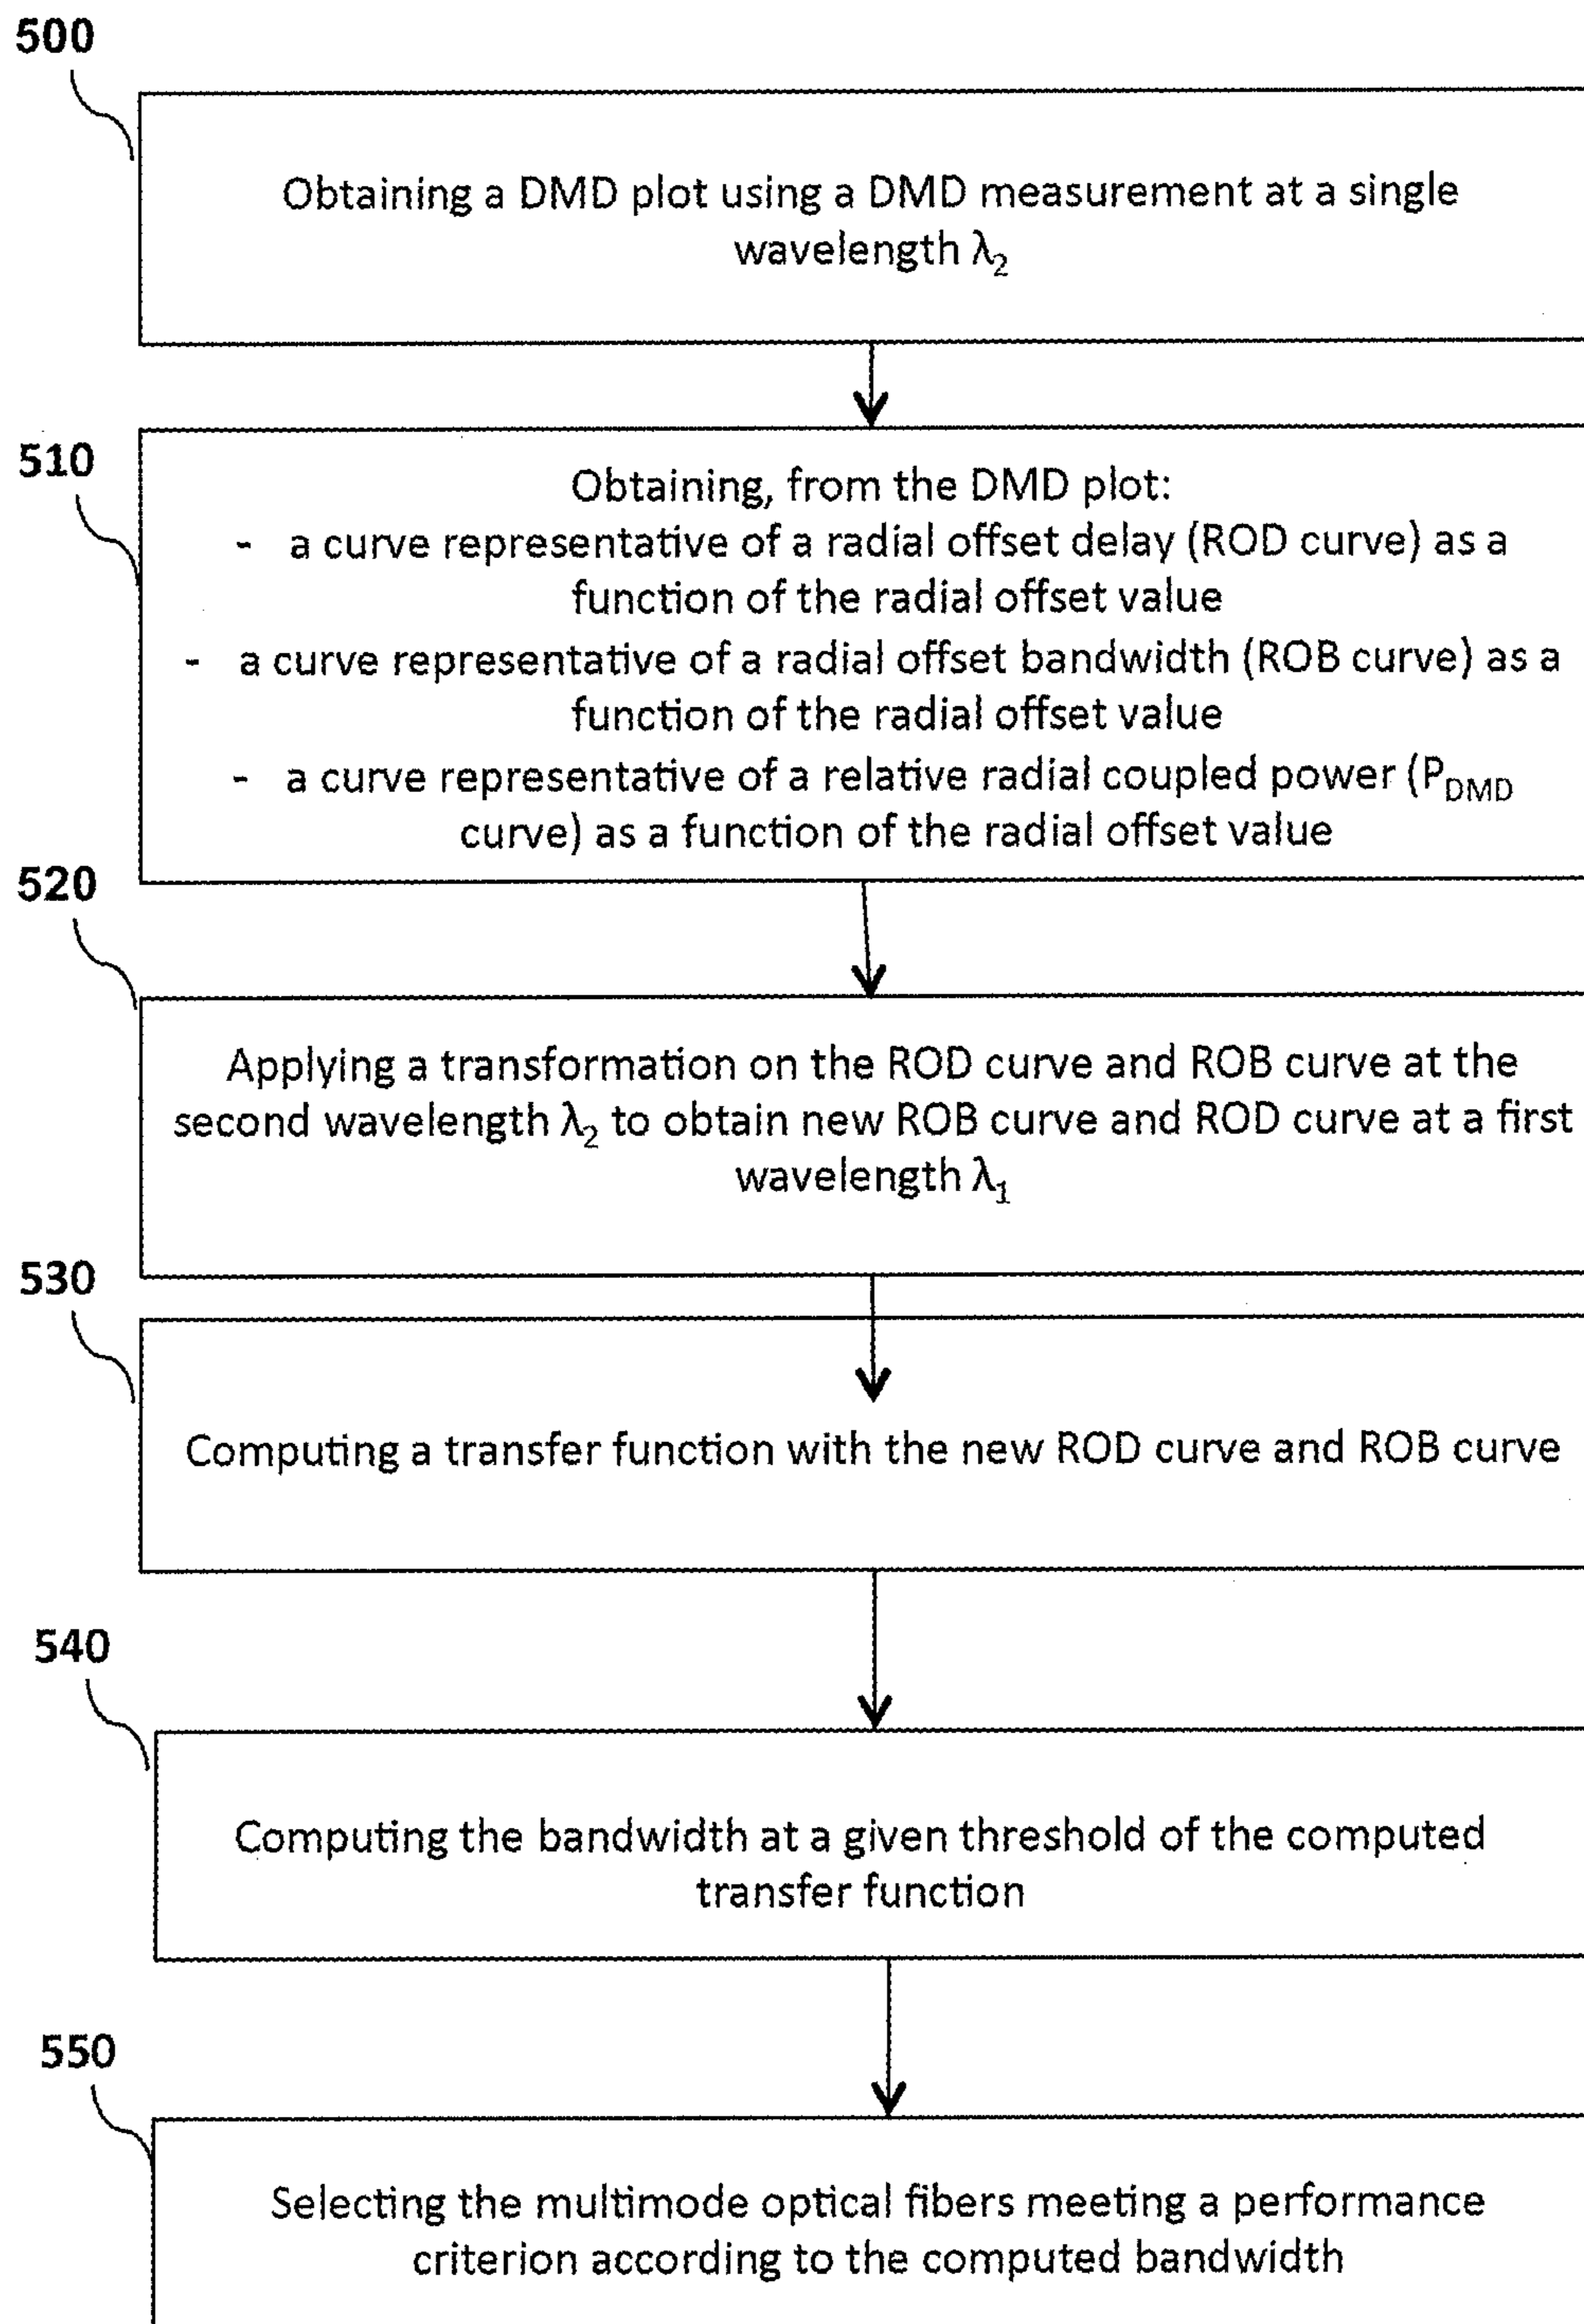 500
Obtaining a DMD plot using a DMD measurement at a single
wavelength λ₂
510
Obtaining, from the DMD plot:
- a curve representative of a radial offset delay (ROD curve) as a
function of the radial offset value
- a curve representative of a radial offset bandwidth (ROB curve) as a
function of the radial offset value
- a curve representative of a relative radial coupled power (P_DMD
curve) as a function of the radial offset value
520
Applying a transformation on the ROD curve and ROB curve at the
second wavelength λ₂ to obtain new ROB curve and ROD curve at a first
wavelength λ₁
530
Computing a transfer function with the new ROD curve and ROB curve
540
Computing the bandwidth at a given threshold of the computed
transfer function
550
Selecting the multimode optical fibers meeting a performance
criterion according to the computed bandwidth